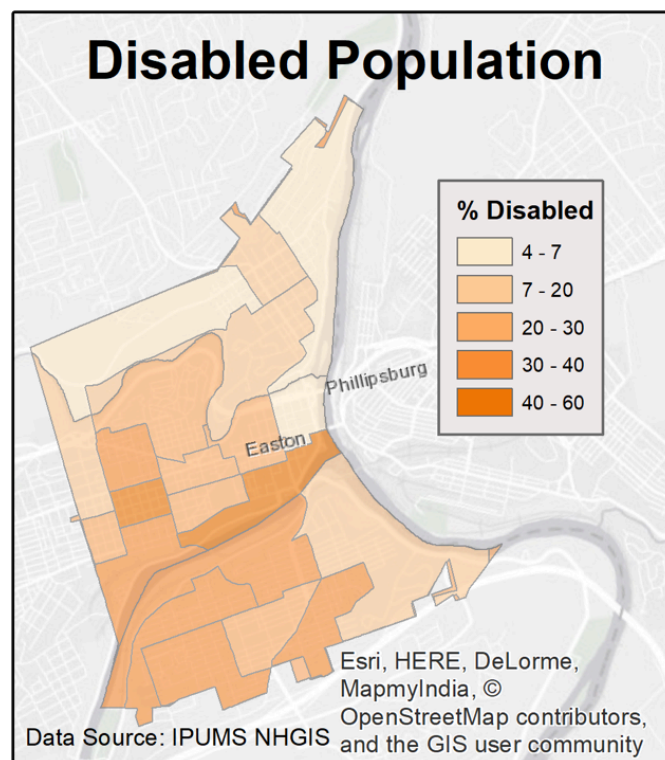 Disabled Population
% Disabled
4 - 7
7 - 20
20 - 30
30 - 40
40 - 60
Phillipsburg
Easton
Esri, HERE, DeLorme,
MapmyIndia, ©
OpenStreetMap contributors,
and the GIS user community
Data Source: IPUMS NHGIS